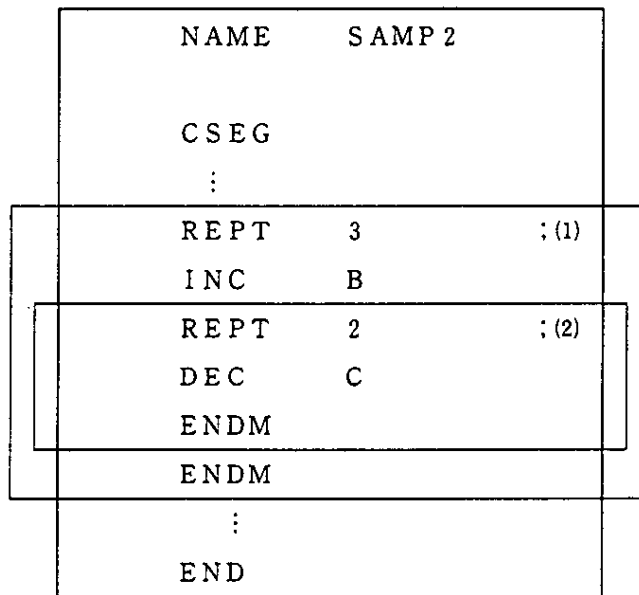 NAME SAMP2
CSEG
⋮
REPT 3 ;(1)
INC B
REPT 2 ;(2)
DEC C
ENDM
ENDM
⋮
END